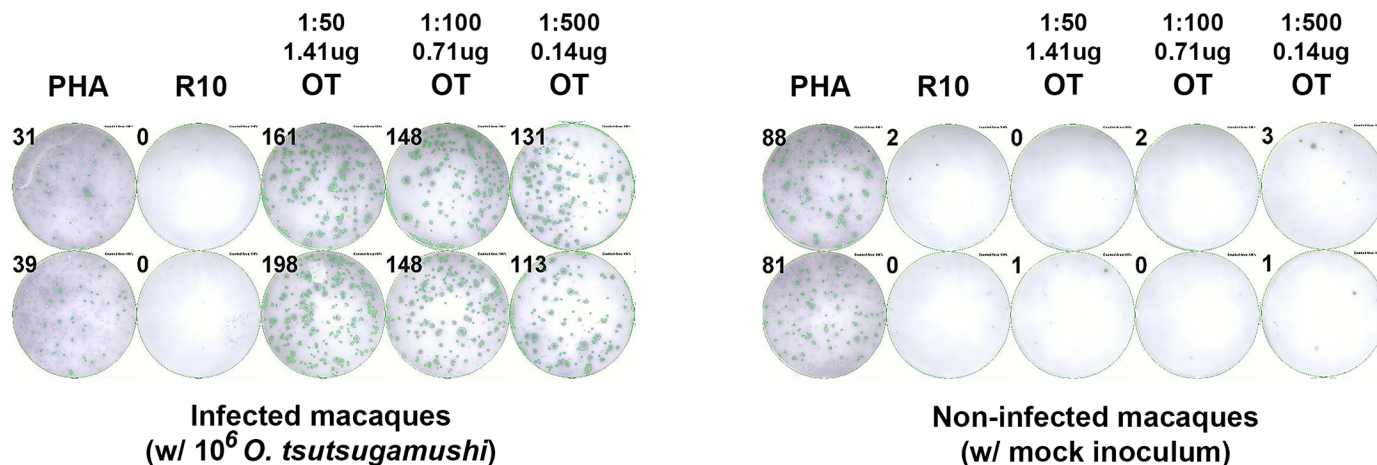 1:50 1:100 1:500
1.41ug 0.71ug 0.14ug
PHA R10 OT OT OT
31 0 161 148 131
39 0 198 148 113
Infected macaques
(w/ 10⁶ O. tsutsugamushi)
1:50 1:100 1:500
1.41ug 0.71ug 0.14ug
PHA R10 OT OT OT
88 2 0 2 3
81 0 1 0 1
Non-infected macaques
(w/ mock inoculum)